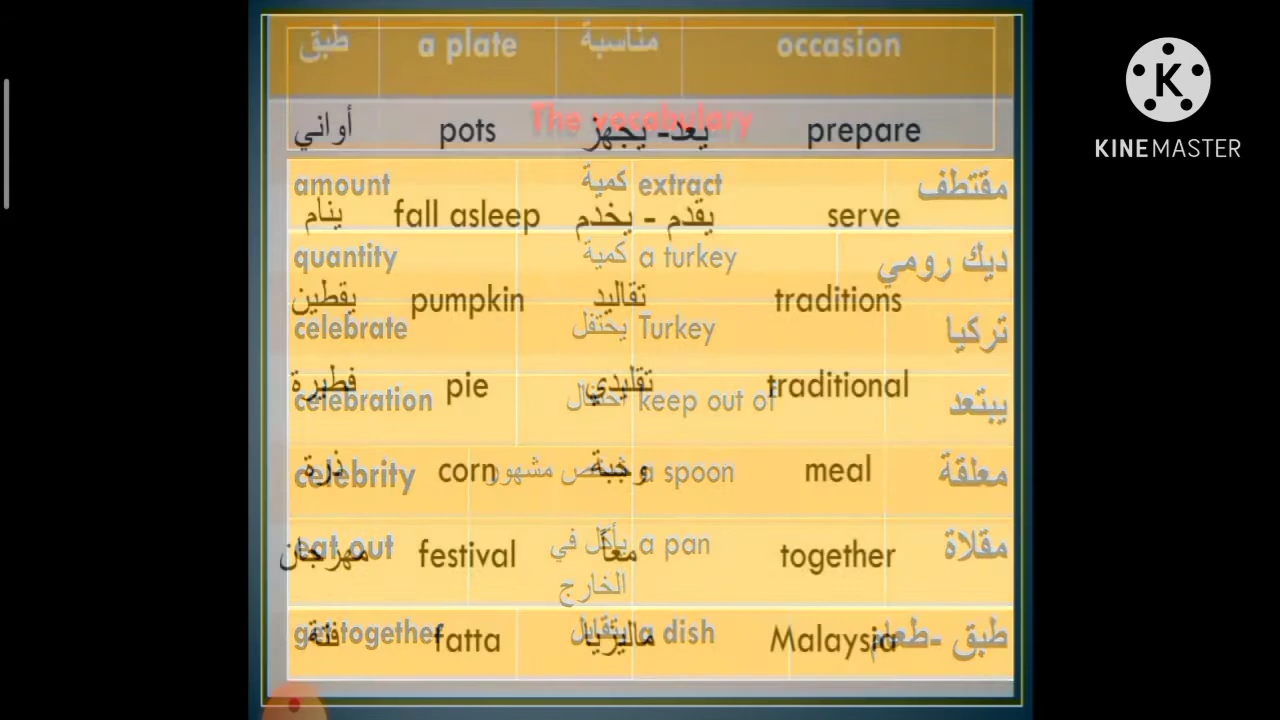 طبق a plate مناسبة occasion
The vocabulary
أواني pots يعد- يجهز prepare
amount كمية extract مقتطف
ينام fall asleep يقدم - يخدم serve
quantity كمية a turkey ديك رومي
يقطين pumpkin تقاليد traditions
celebrate يحتفل Turkey تركيا
فطيرة pie تقليدي traditional
celebration احتفال keep out of يبتعد
ذرة corn وجبة meal
celebrity شخص مشهور a spoon معلقة
eat out يأكل في الخارج a pan مقلاة
مهرجان festival معًا together
get together يتقابل a dish طبق -طعام
فتة fatta ماليزيا Malaysia
K
KINEMASTER